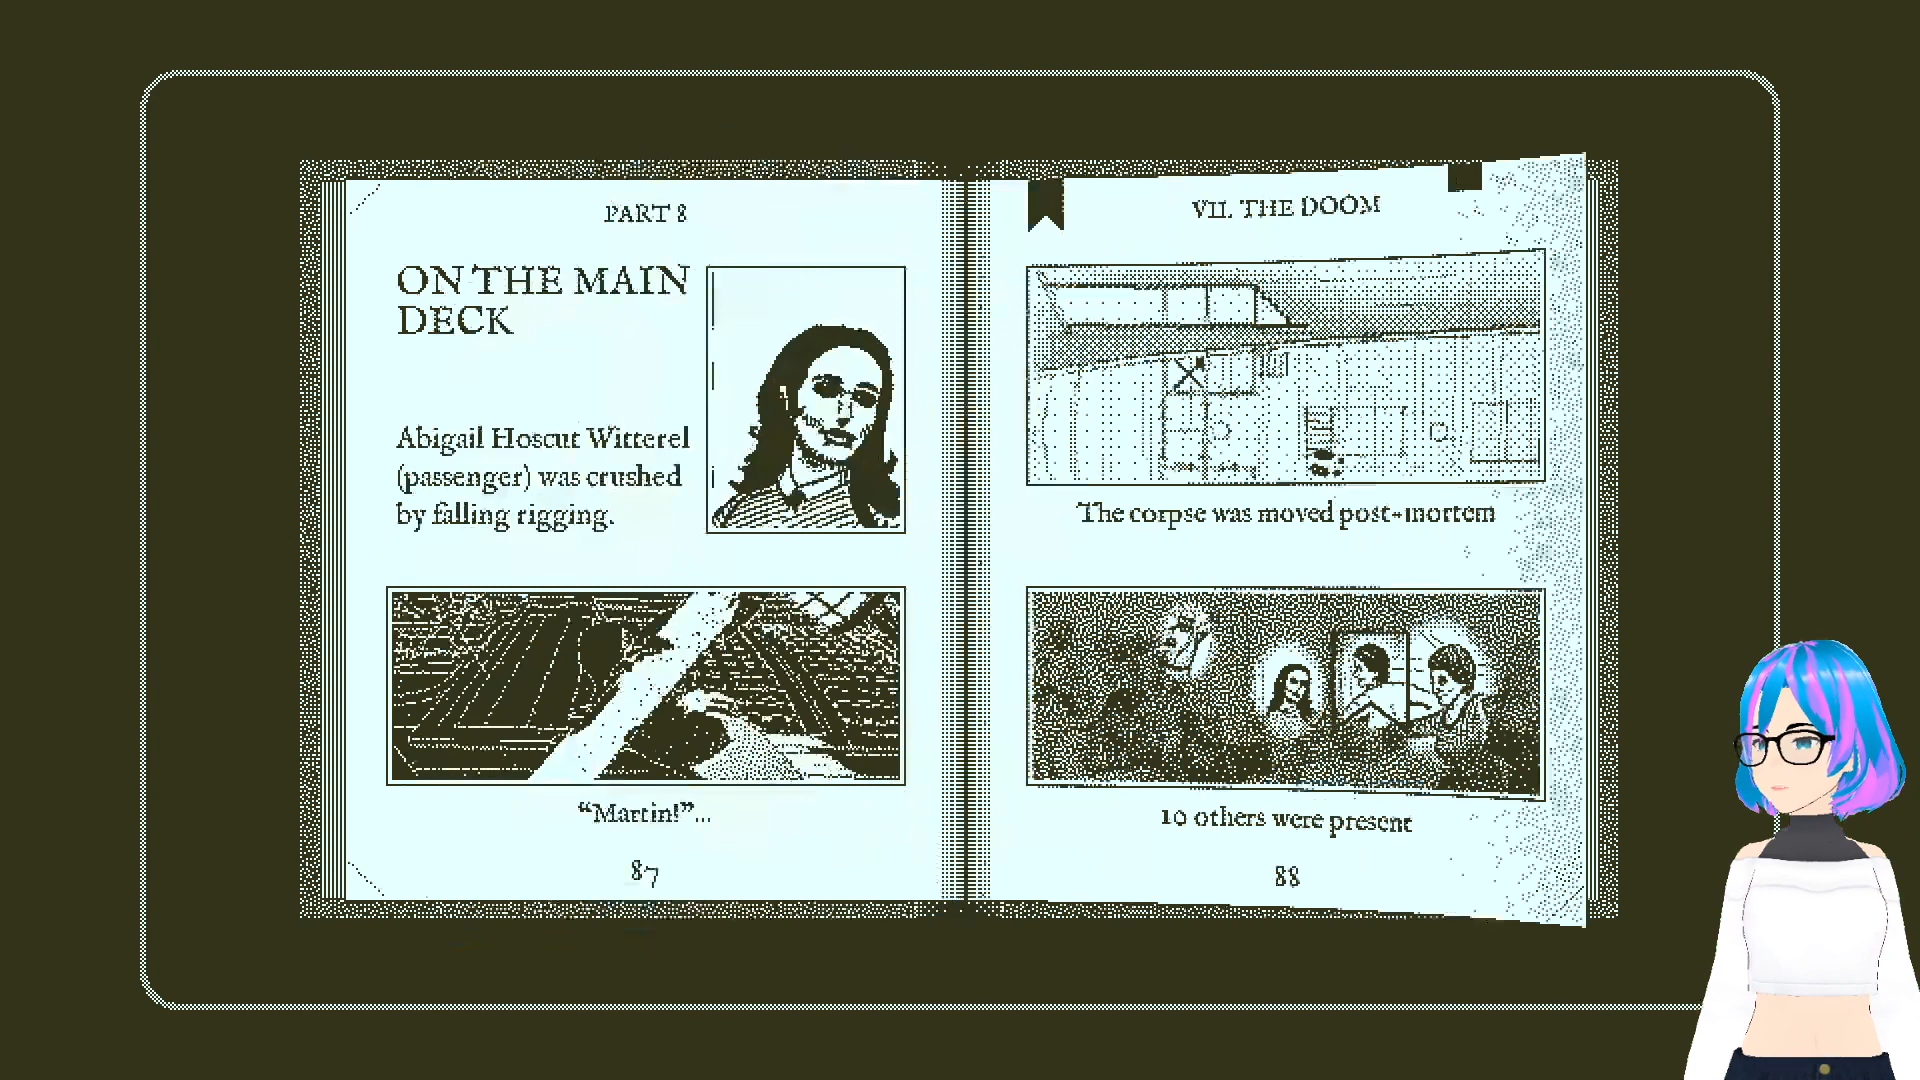 PART 8
ON THE MAIN
DECK
Abigail Hoscut Witterel
(passenger) was crushed
by falling rigging.
“Martin!”...
87
VII. THE DOOM
The corpse was moved post-mortem
10 others were present
88